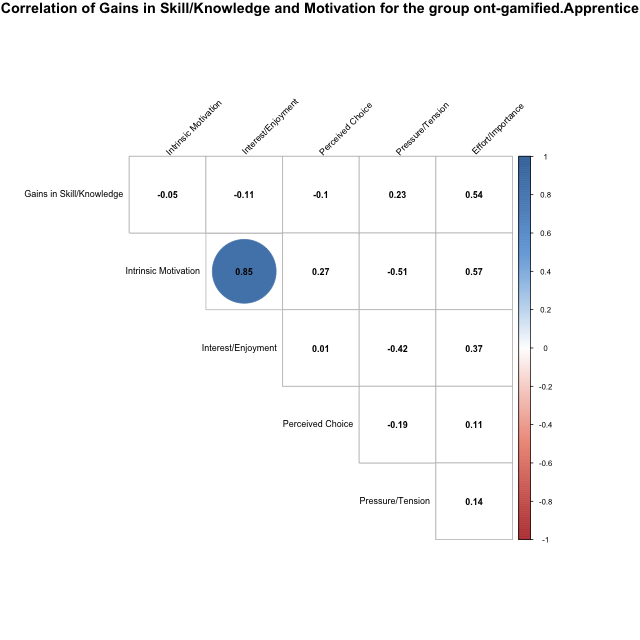 Correlation of Gains in Skill/Knowledge and Motivation for the group ont-gamified.Apprentice
Intrinsic Motivation
Interest/Enjoyment
Perceived Choice
Pressure/Tension
Effort/Importance
Gains in Skill/Knowledge -0.05 -0.11 -0.1 0.23 0.54
Intrinsic Motivation 0.85 0.27 -0.51 0.57
Interest/Enjoyment 0.01 -0.42 0.37
Perceived Choice -0.19 0.11
Pressure/Tension 0.14
1
0.8
0.6
0.4
0.2
0
-0.2
-0.4
-0.6
-0.8
-1